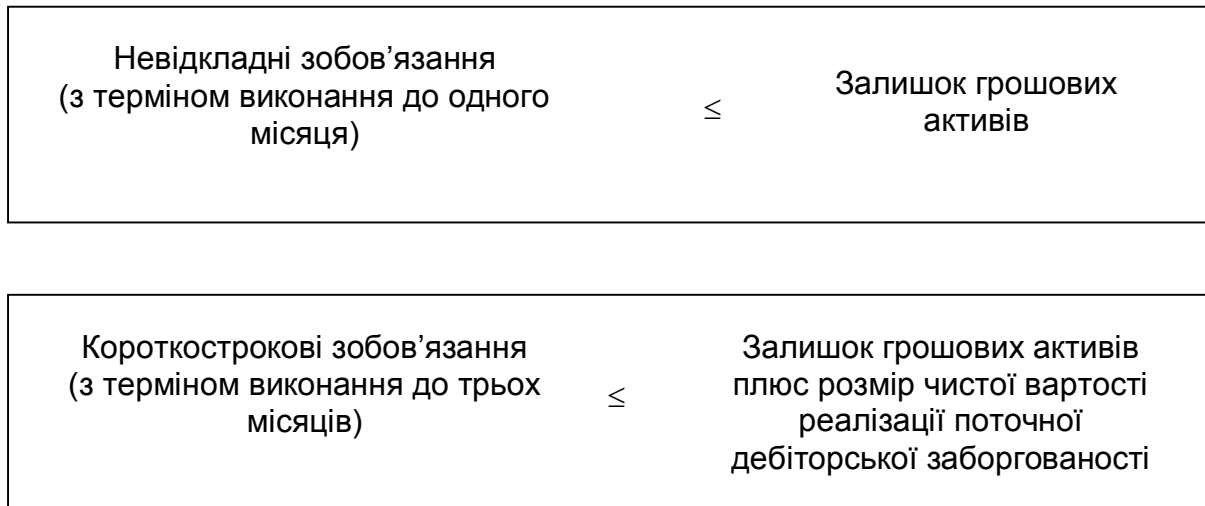 Невідкладні зобов’язання
(з терміном виконання до одного
місяця)
≤
Залишок грошових
активів
Короткострокові зобов’язання
(з терміном виконання до трьох
місяців)
≤
Залишок грошових активів
плюс розмір чистої вартості
реалізації поточної
дебіторської заборгованості